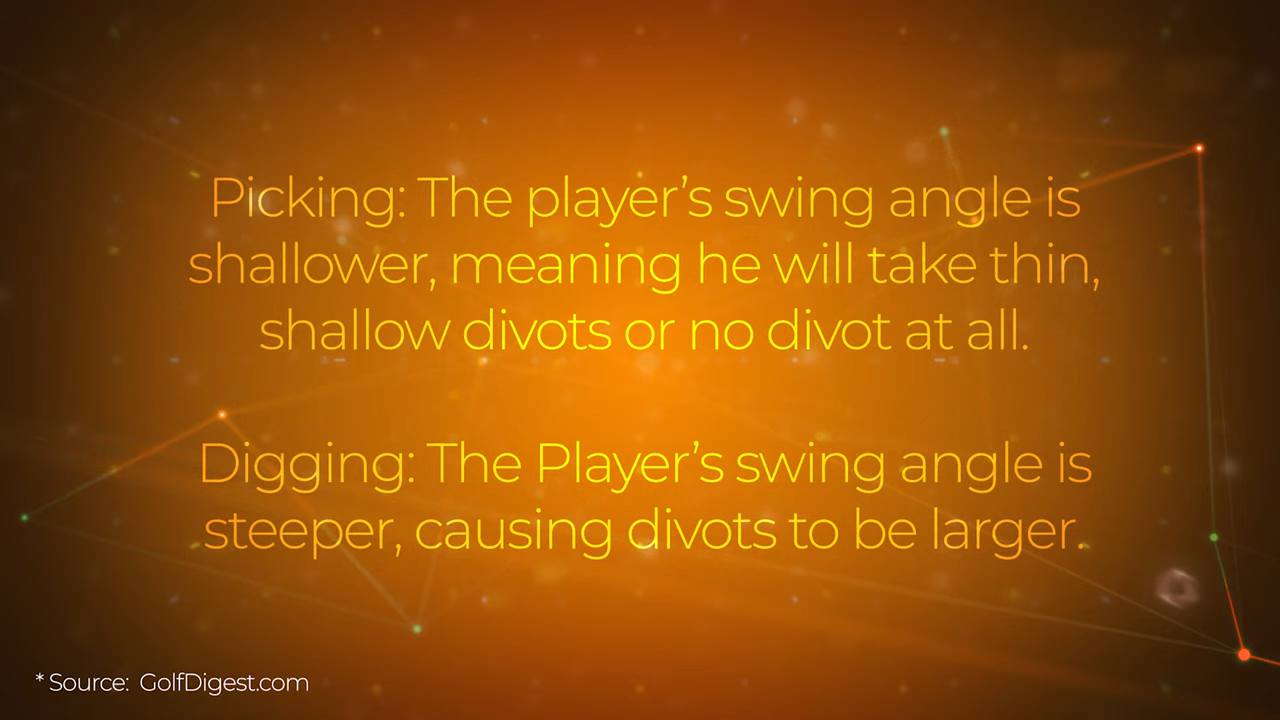 Picking: The player’s swing angle is
shallower, meaning he will take thin,
shallow divots or no divot at all.
Digging: The Player’s swing angle is
steeper, causing divots to be larger.
* Source: GolfDigest.com